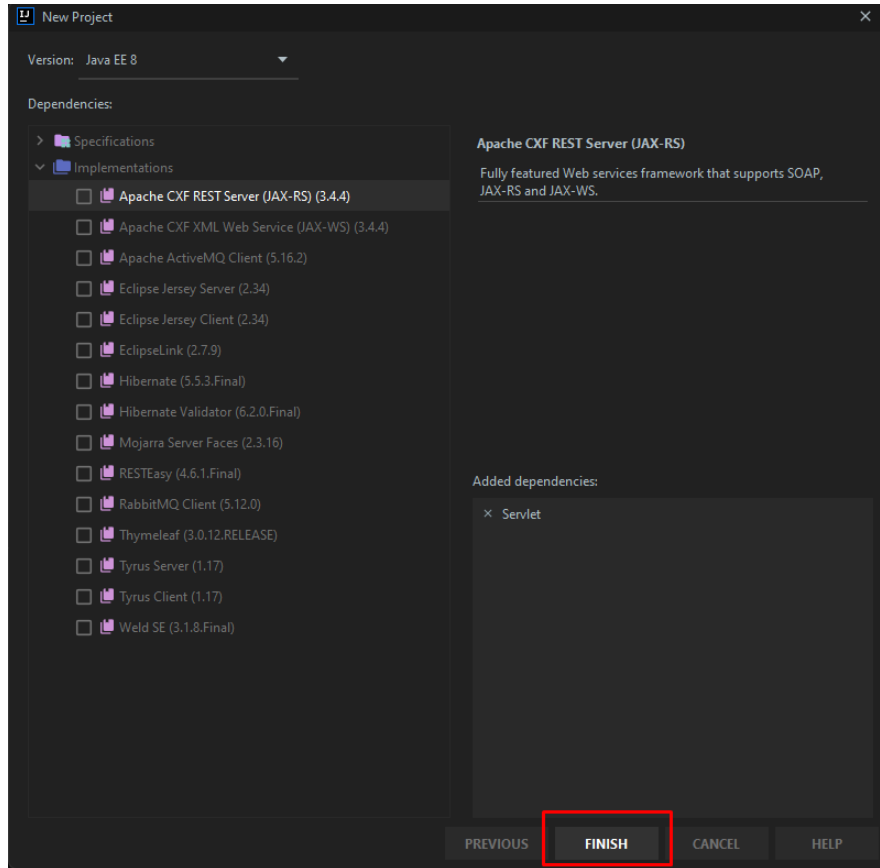 New Project
Version: Java EE 8
Dependencies:
Specifications
Implementations
Apache CXF REST Server (JAX-RS) (3.4.4)
Apache CXF XML Web Service (JAX-WS) (3.4.4)
Apache ActiveMQ Client (5.16.2)
Eclipse Jersey Server (2.34)
Eclipse Jersey Client (2.34)
EclipseLink (2.7.9)
Hibernate (5.5.3.Final)
Hibernate Validator (6.2.0.Final)
Mojarra Server Faces (2.3.16)
RESTEasy (4.6.1.Final)
RabbitMQ Client (5.12.0)
Thymeleaf (3.0.12.RELEASE)
Tyrus Server (1.17)
Tyrus Client (1.17)
Weld SE (3.1.8.Final)
Apache CXF REST Server (JAX-RS)
Fully featured Web services framework that supports SOAP,
JAX-RS and JAX-WS.
Added dependencies:
Servlet
PREVIOUS FINISH CANCEL HELP